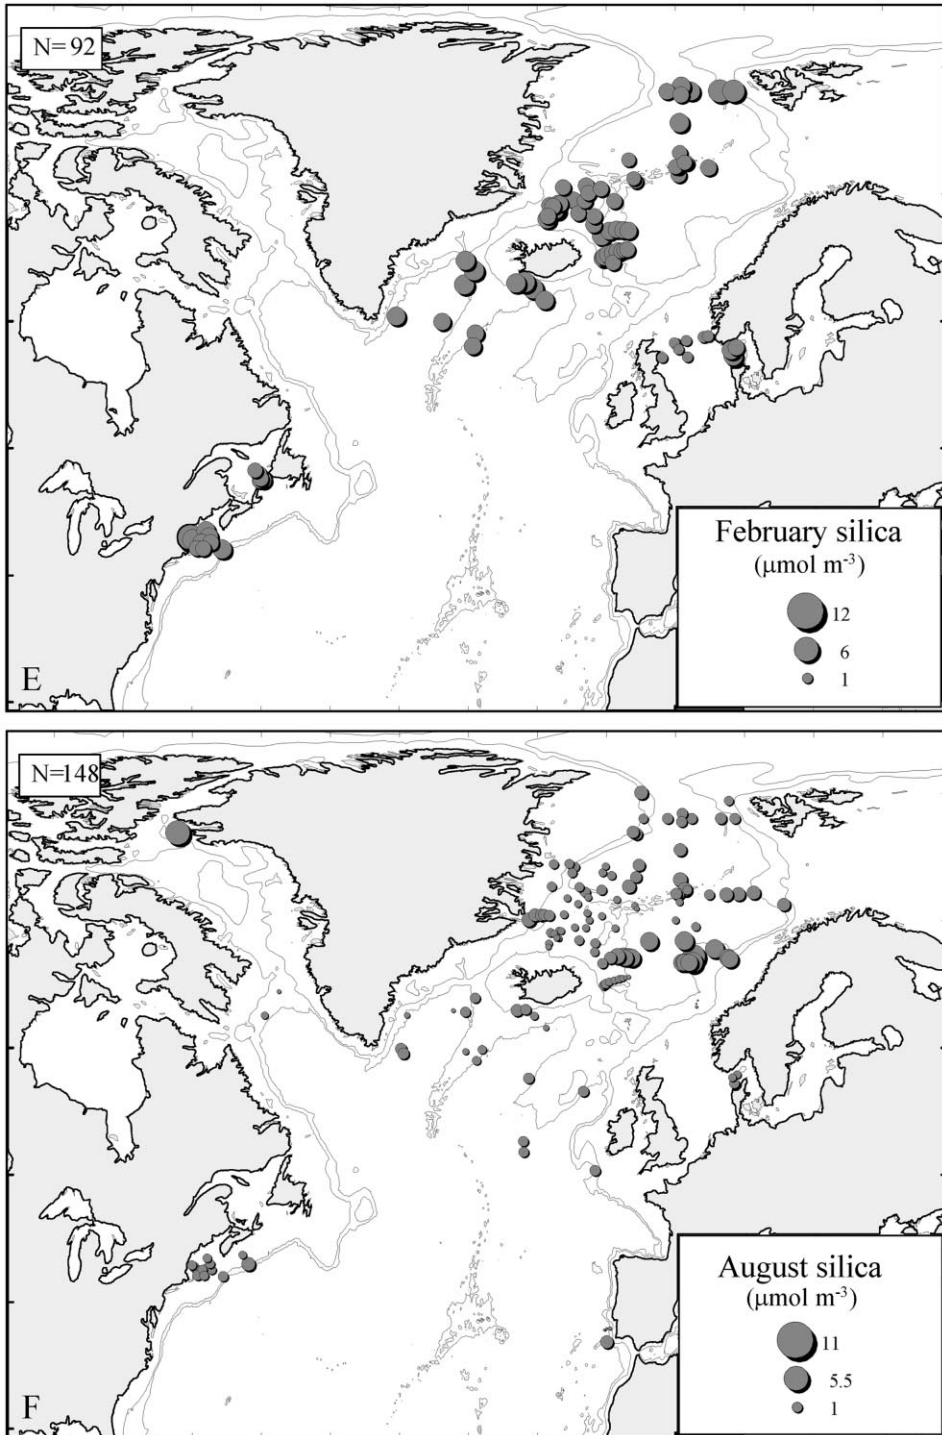 N= 92
February silica
(μmol m⁻³)
12
6
1
E
N=148
August silica
(μmol m⁻³)
11
5.5
1
F